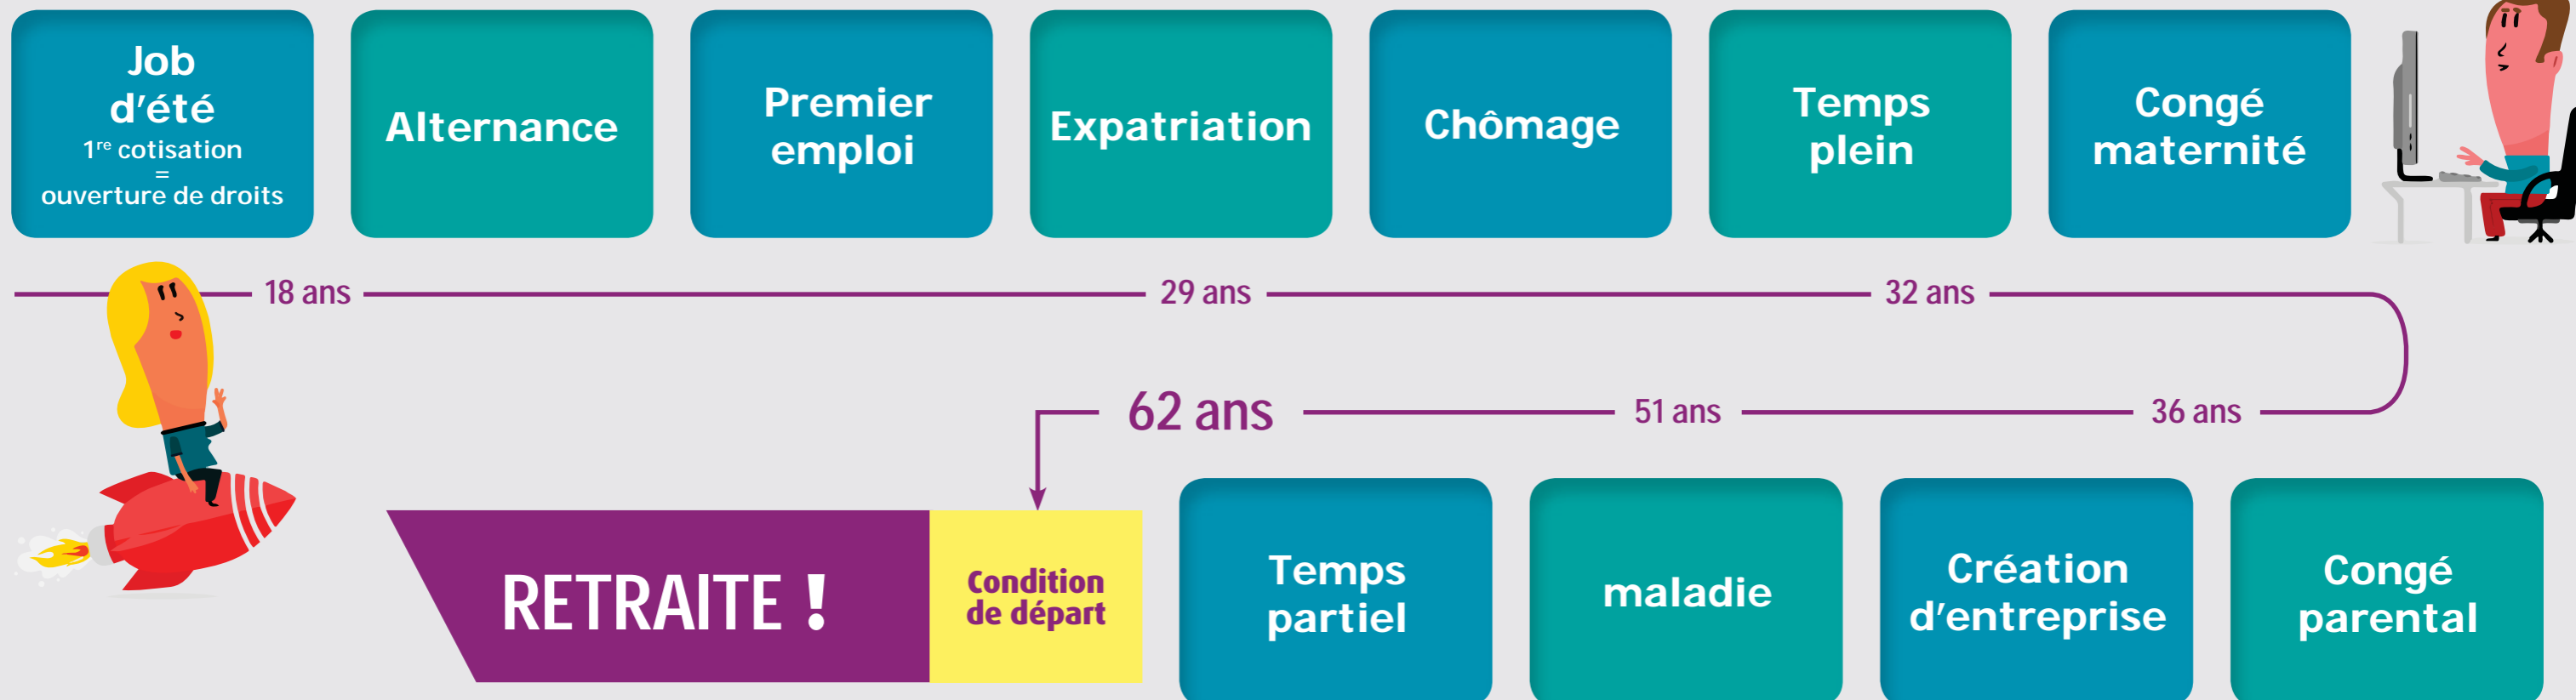 Job
d'été
1re cotisation
=
ouverture de droits
Alternance
Premier
emploi
Expatriation
Chômage
Temps
plein
Congé
maternité
18 ans
29 ans
32 ans
36 ans
51 ans
62 ans
Congé
parental
Création
d'entreprise
maladie
Temps
partiel
Condition
de départ
RETRAITE !